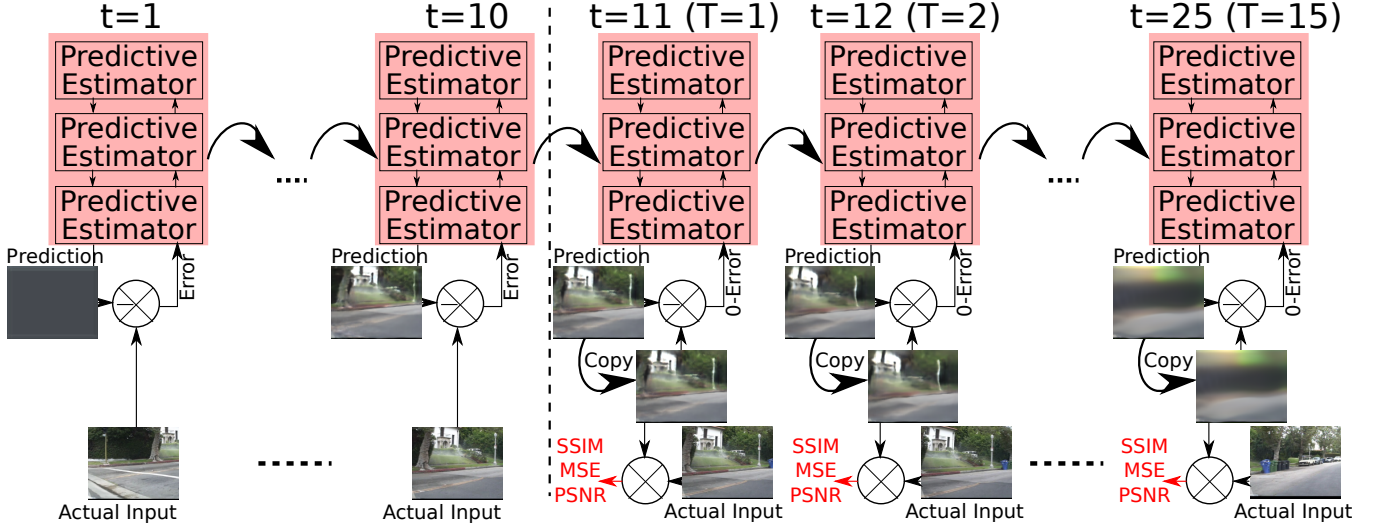 t=1
t=10
t=11 (T=1)
t=12 (T=2)
t=25 (T=15)
Predictive
Estimator
Predictive
Estimator
Predictive
Estimator
Prediction
Error
Actual Input
Predictive
Estimator
Predictive
Estimator
Predictive
Estimator
Prediction
Error
Actual Input
Predictive
Estimator
Predictive
Estimator
Predictive
Estimator
Prediction
0-Error
Copy
SSIM
MSE
PSNR
Actual Input
Predictive
Estimator
Predictive
Estimator
Predictive
Estimator
Prediction
0-Error
Copy
SSIM
MSE
PSNR
Actual Input
Predictive
Estimator
Predictive
Estimator
Predictive
Estimator
Prediction
0-Error
Copy
SSIM
MSE
PSNR
Actual Input